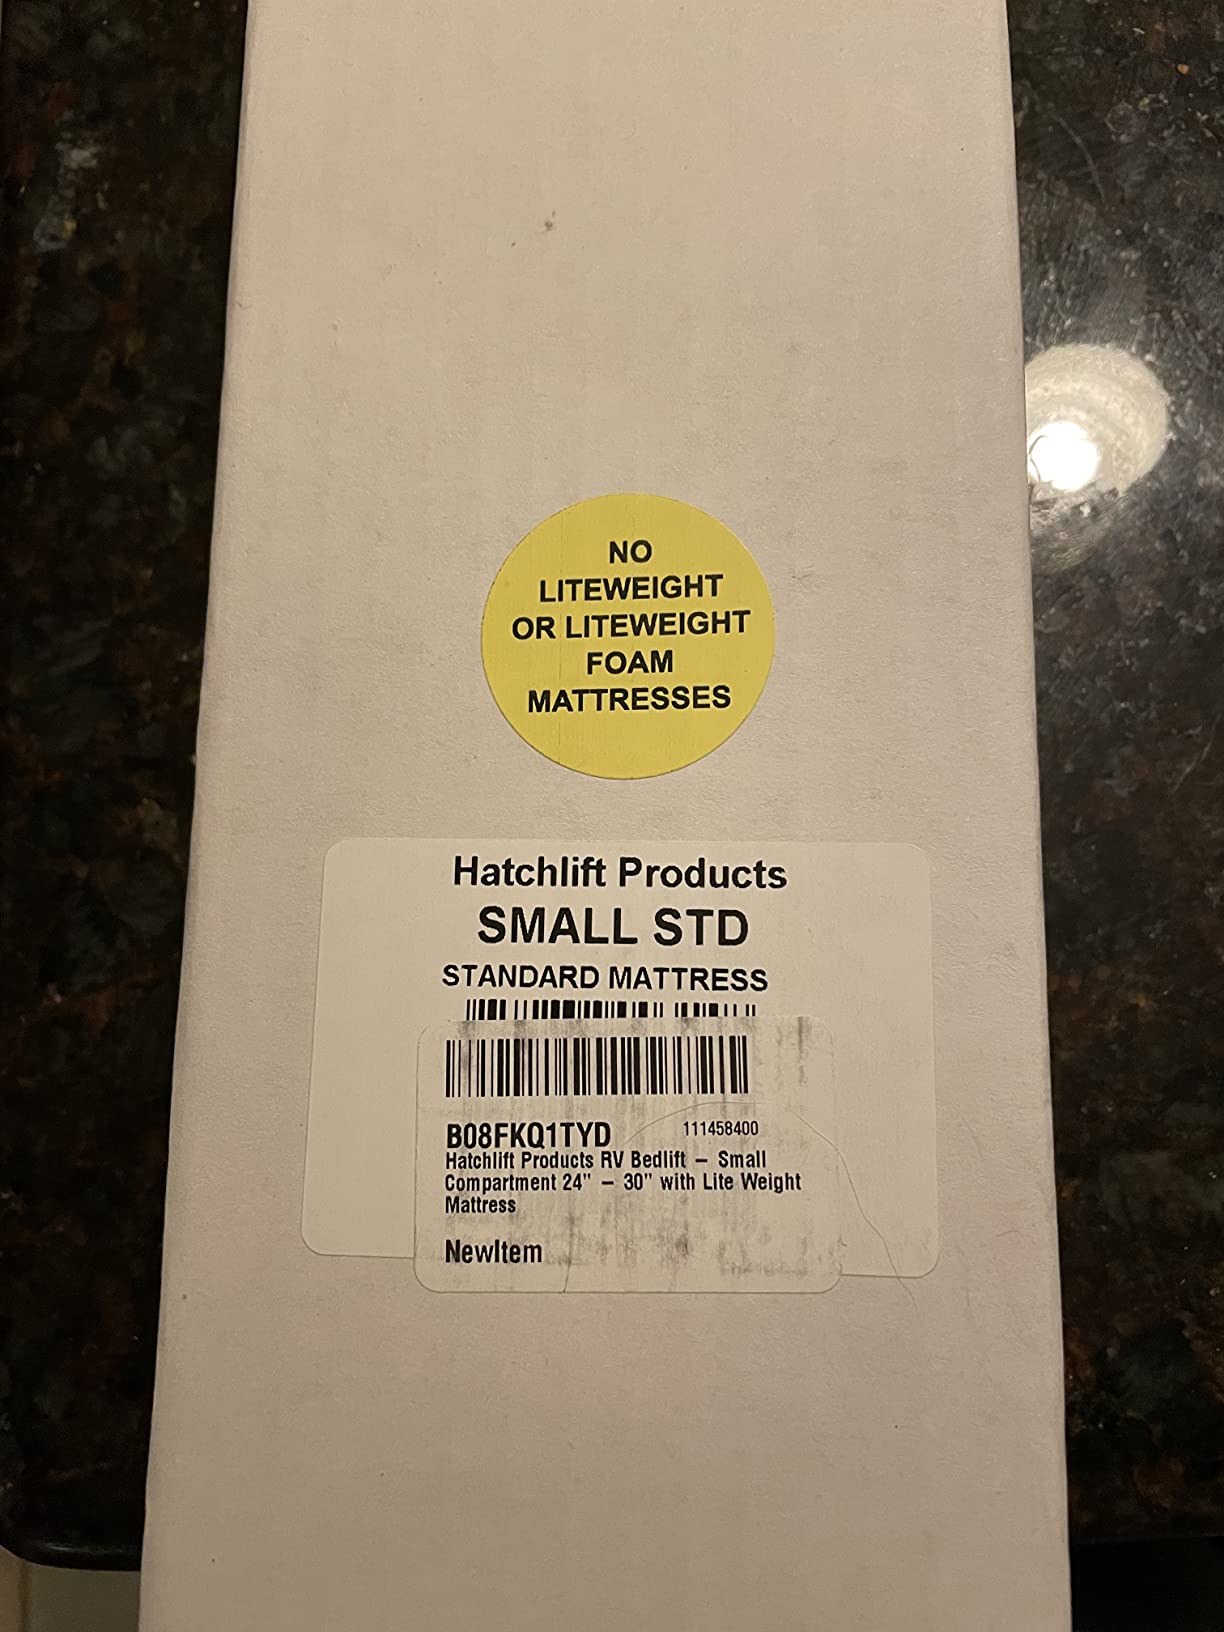 NO
LITEWEIGHT
OR LITEWEIGHT
FOAM
MATTRESSES
Hatchlift Products
SMALL STD
STANDARD MATTRESS
B08FKQ1TYD 111458400
Hatchlift Products RV Bedlift – Small
Compartment 24" – 30" with Lite Weight
Mattress
NewItem